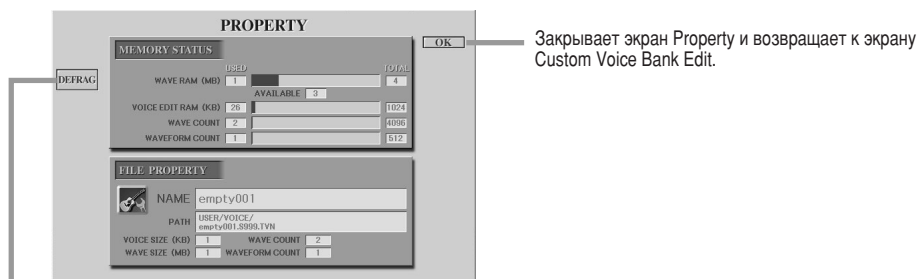 PROPERTY
MEMORY STATUS
OK
Закрывает экран Property и возвращает к экрану
Custom Voice Bank Edit.
DEFRAG
USED TOTAL
WAVE RAM (MB) 1 4
AVAILABLE 3
VOICE EDIT RAM (KB) 26 1024
WAVE COUNT 2 4096
WAVEFORM COUNT 1 512
FILE PROPERTY
NAME empty001
PATH USER/VOICE/
empty001.S999.TVN
VOICE SIZE (KB) 1 WAVE COUNT 2
WAVE SIZE (MB) 1 WAVEFORM COUNT 1